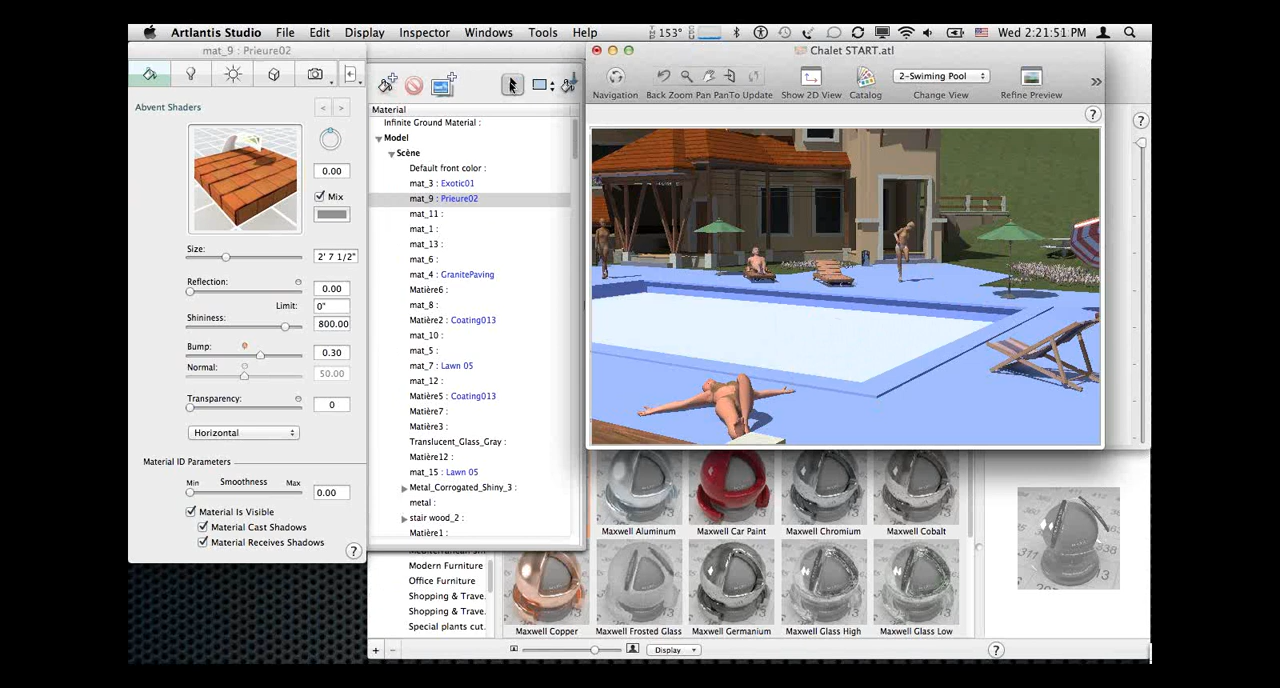 Artlantis Studio File Edit Display Inspector Windows Tools Help 153° Wed 2:21:51 PM
mat_9 : Prieure02
Abvent Shaders
< >
0.00
Mix
Size:
2' 7 1/2"
Reflection:
0.00
Limit:
0"
Shininess:
800.00
Bump:
0.30
Normal:
50.00
Transparency:
0
Horizontal
Material ID Parameters
Min Smoothness Max
0.00
Material Is Visible
Material Cast Shadows
Material Receives Shadows
?
Material
Infinite Ground Material :
Model
Scène
Default front color :
mat_3 : Exotic01
mat_9 : Prieure02
mat_11 :
mat_1 :
mat_13 :
mat_6 :
mat_4 : GranitePaving
Matière6 :
mat_8 :
Matière2 : Coating013
mat_10 :
mat_5 :
mat_7 : Lawn 05
mat_12 :
Matière5 : Coating013
Matière7 :
Matière3 :
Translucent_Glass_Gray :
Matière12 :
mat_15 : Lawn 05
Metal_Corrogated_Shiny_3 :
metal :
stair wood_2 :
Matière1 :
Chalet START.atl
2-Swiming Pool
»
Navigation Back Zoom Pan PanTo Update Show 2D View Catalog Change View Refine Preview
?
?
Maxwell Aluminum Maxwell Car Paint Maxwell Chromium Maxwell Cobalt
Modern Furniture
Office Furniture
Shopping & Trave.
Shopping & Trave.
Special plants cut.
Maxwell Copper Maxwell Frosted Glass Maxwell Germanium Maxwell Glass High Maxwell Glass Low
+ −
Display
?